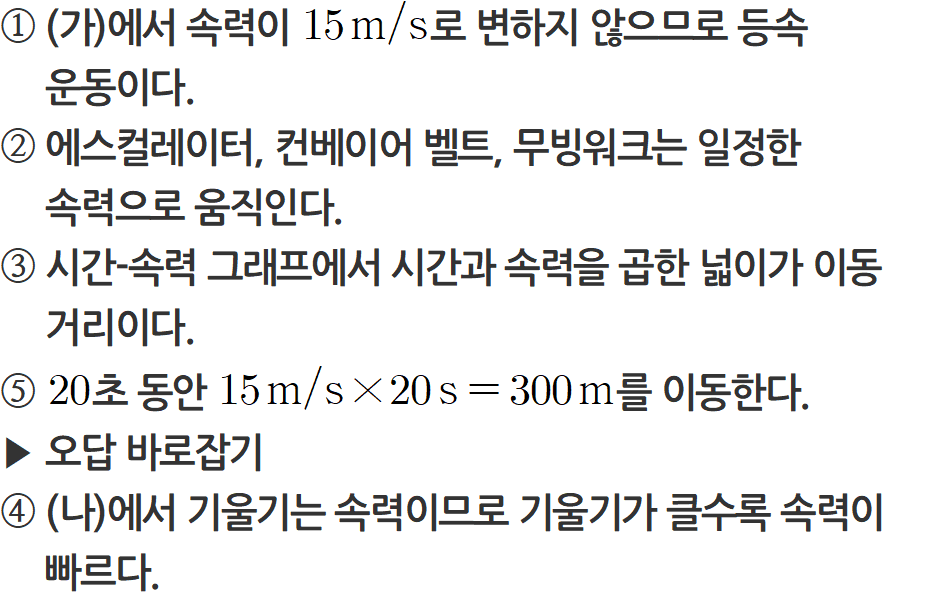 ① (가)에서 속력이 15 m/s로 변하지 않으므로 등속
운동이다.
② 에스컬레이터, 컨베이어 벨트, 무빙워크는 일정한
속력으로 움직인다.
③ 시간-속력 그래프에서 시간과 속력을 곱한 넓이가 이동
거리이다.
⑤ 20초 동안 15 m/s×20 s = 300 m를 이동한다.
▶ 오답 바로잡기
④ (나)에서 기울기는 속력이므로 기울기가 클수록 속력이
빠르다.